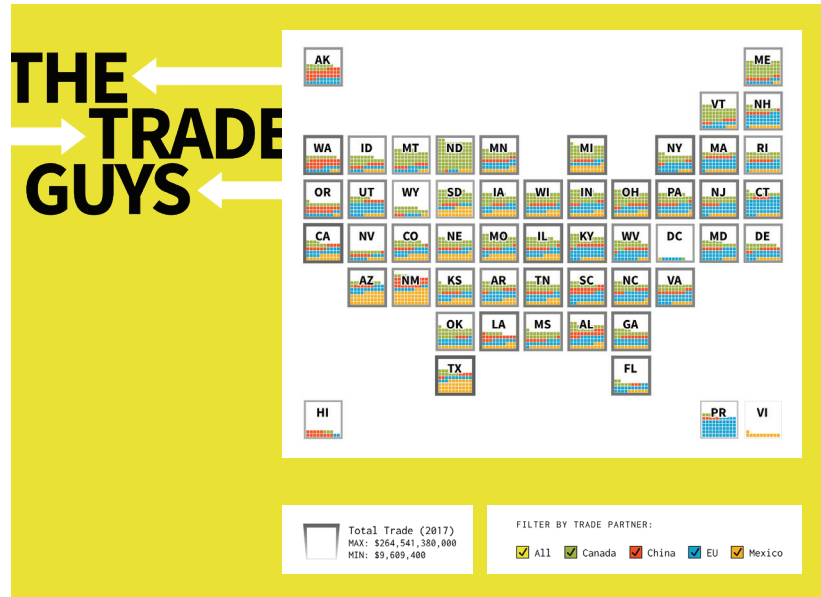 THE
TRADE
GUYS
AK ME
VT NH
WA ID MT ND MN MI NY MA RI
OR UT WY SD IA WI IN OH PA NJ CT
CA NV CO NE MO IL KY WV DC MD DE
AZ NM KS AR TN SC NC VA
OK LA MS AL GA
TX FL
HI PR VI
Total Trade (2017)
MAX: $264,541,380,000
MIN: $9,609,400
FILTER BY TRADE PARTNER:
All Canada China EU Mexico